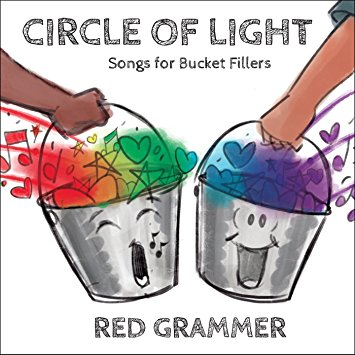 CIRCLE OF LIGHT
Songs for Bucket Fillers
RED GRAMMER